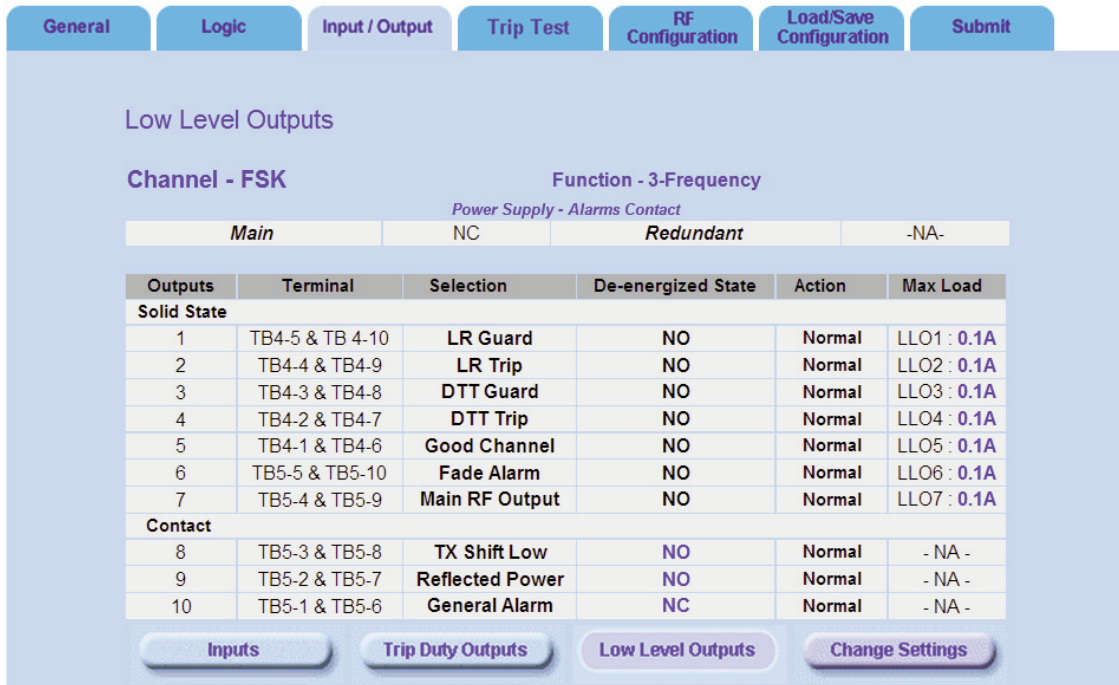 General Logic Input / Output Trip Test RF Configuration Load/Save Configuration Submit
Low Level Outputs
Channel - FSK Function - 3-Frequency
Power Supply - Alarms Contact
Main NC Redundant -NA-
Outputs Terminal Selection De-energized State Action Max Load
Solid State
1 TB4-5 & TB 4-10 LR Guard NO Normal LLO1 : 0.1A
2 TB4-4 & TB4-9 LR Trip NO Normal LLO2 : 0.1A
3 TB4-3 & TB4-8 DTT Guard NO Normal LLO3 : 0.1A
4 TB4-2 & TB4-7 DTT Trip NO Normal LLO4 : 0.1A
5 TB4-1 & TB4-6 Good Channel NO Normal LLO5 : 0.1A
6 TB5-5 & TB5-10 Fade Alarm NO Normal LLO6 : 0.1A
7 TB5-4 & TB5-9 Main RF Output NO Normal LLO7 : 0.1A
Contact
8 TB5-3 & TB5-8 TX Shift Low NO Normal - NA -
9 TB5-2 & TB5-7 Reflected Power NO Normal - NA -
10 TB5-1 & TB5-6 General Alarm NC Normal - NA -
Inputs Trip Duty Outputs Low Level Outputs Change Settings